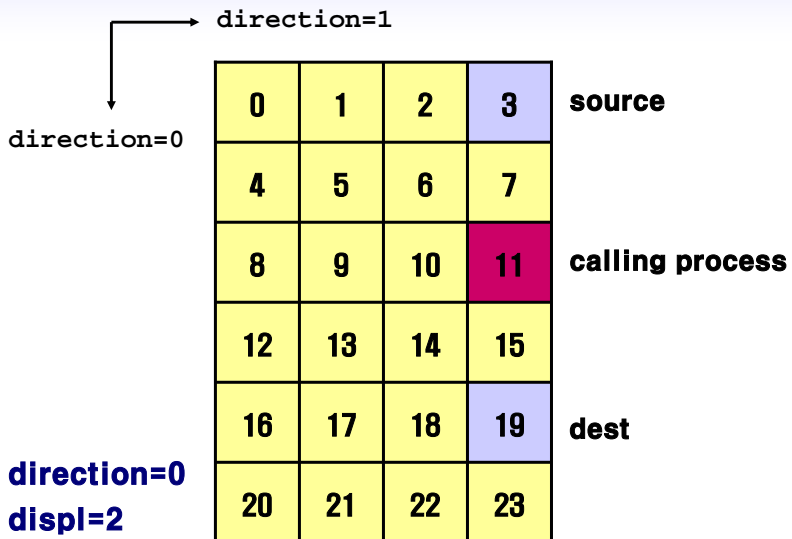 direction=1
direction=0
0 1 2 3 source
4 5 6 7
8 9 10 11 calling process
12 13 14 15
16 17 18 19 dest
direction=0
20 21 22 23
displ=2